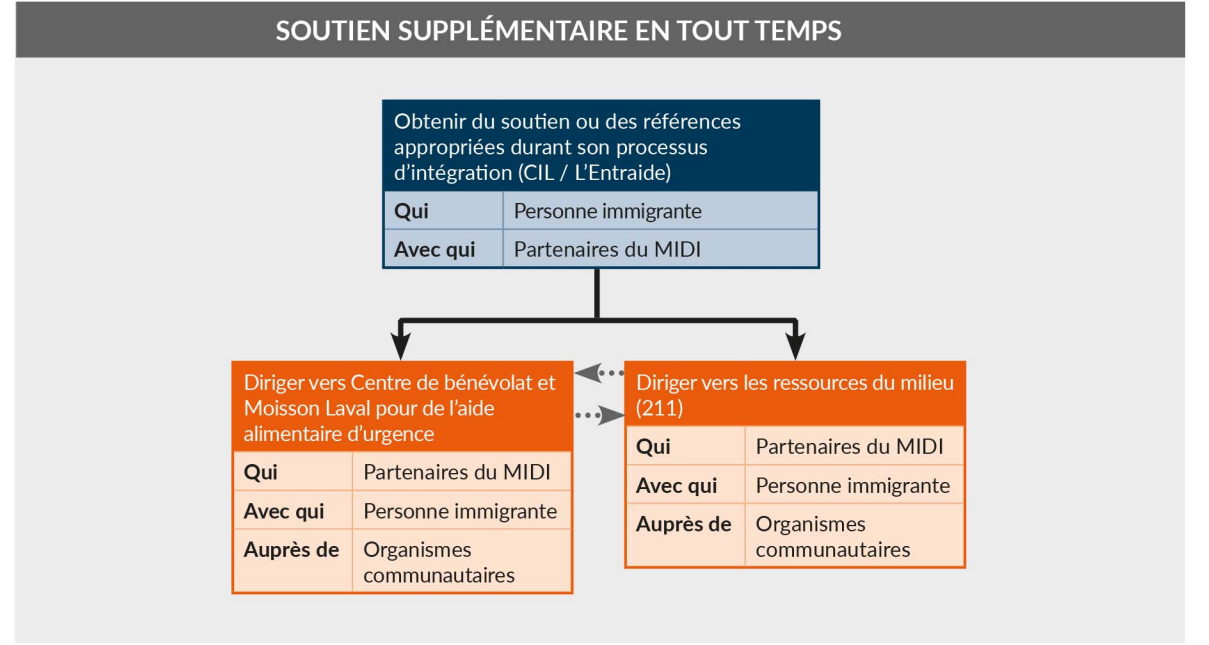 SOUTIEN SUPPLÉMENTAIRE EN TOUT TEMPS
Obtenir du soutien ou des références
appropriées durant son processus
d'intégration (CIL / L'Entraide)
Qui Personne immigrante
Avec qui Partenaires du MIDI
Diriger vers Centre de bénévolat et
Moisson Laval pour de l'aide
alimentaire d'urgence
Qui Partenaires du MIDI
Avec qui Personne immigrante
Auprès de Organismes
communautaires
Diriger vers les ressources du milieu
(211)
Qui Partenaires du MIDI
Avec qui Personne immigrante
Auprès de Organismes
communautaires